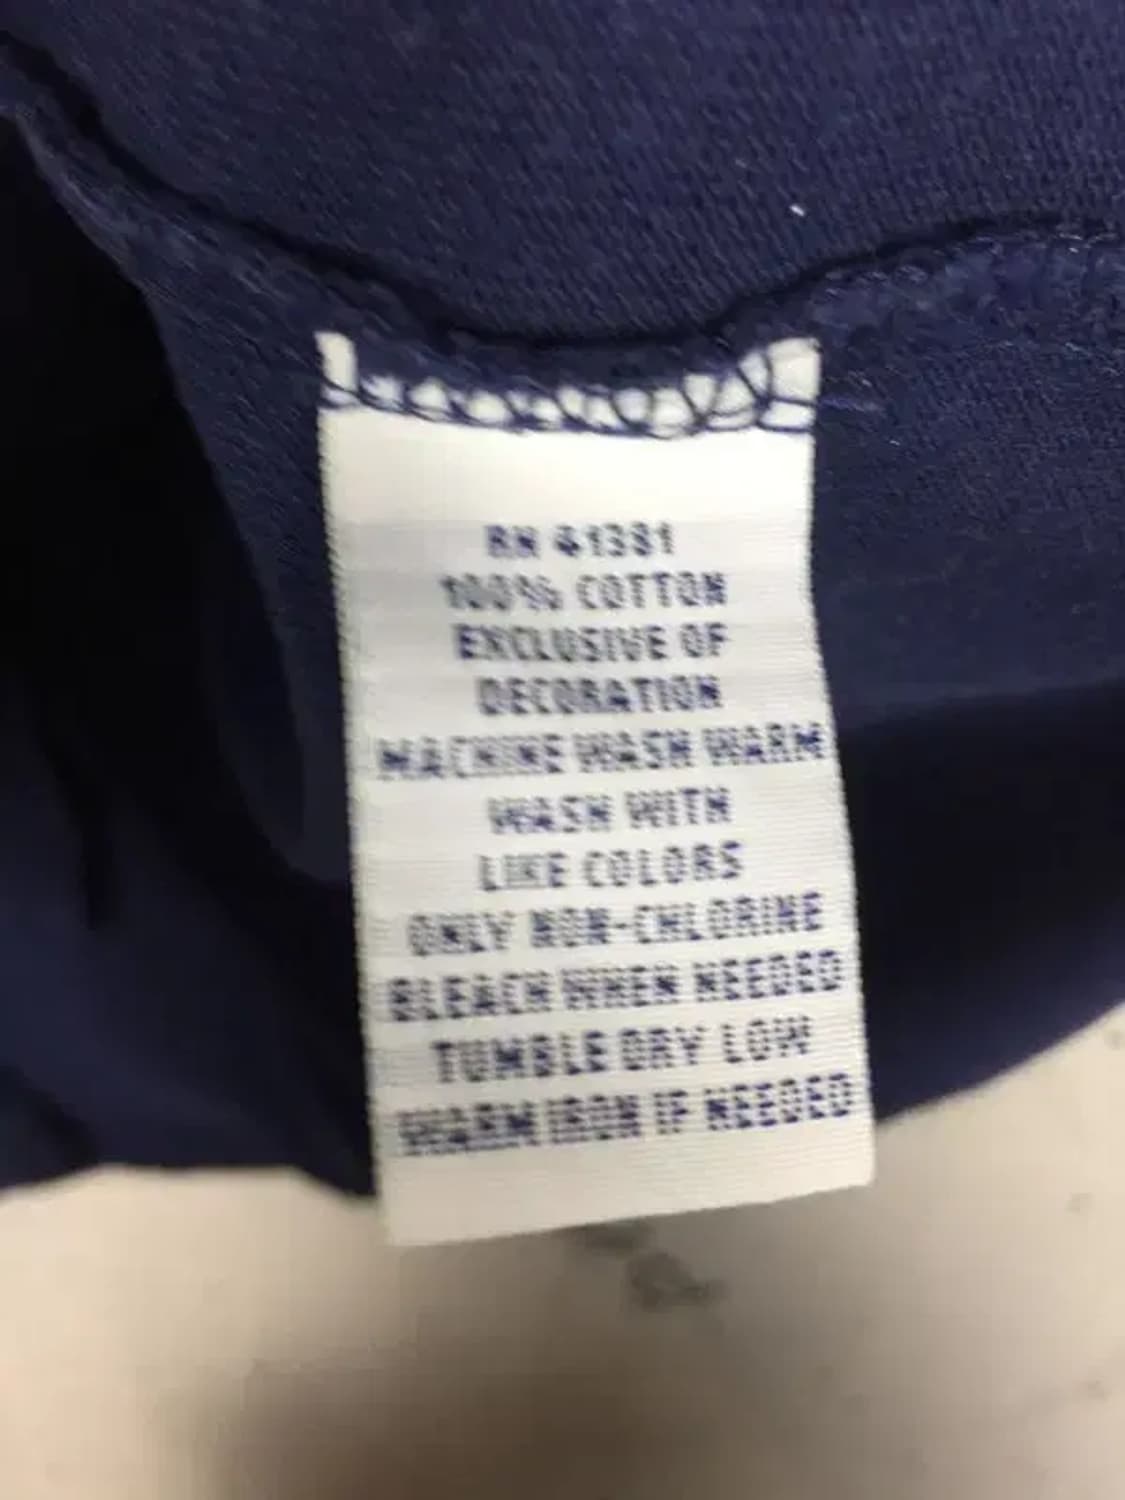 RN 41381
100% COTTON
EXCLUSIVE OF
DECORATION
MACHINE WASH WARM
WASH WITH
LIKE COLORS
ONLY NON-CHLORINE
BLEACH WHEN NEEDED
TUMBLE DRY LOW
WARM IRON IF NEEDED